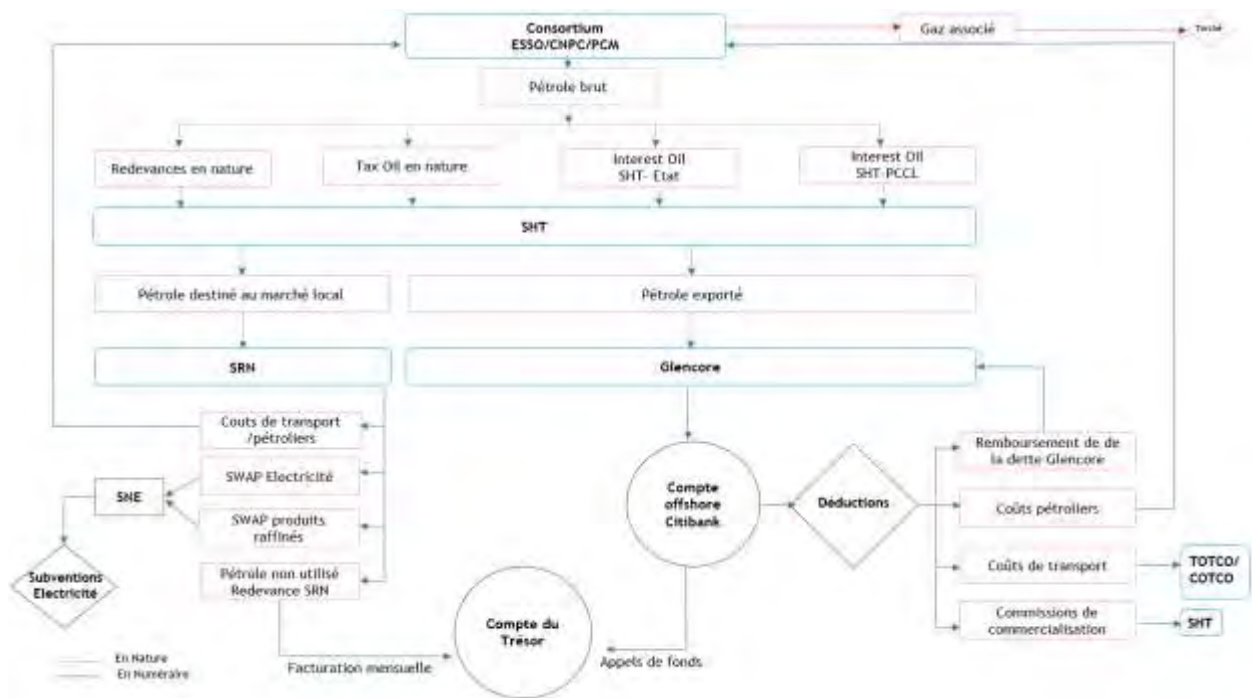 Consortium
ESSO/CNPC/PCM
Gaz associé
Torché
Pétrole brut
Redevances en nature
Tax Oil en nature
Interest Oil
SHT- Etat
Interest Oil
SHT-PCCL
SHT
Pétrole destiné au marché local
Pétrole exporté
SRN
Glencore
Couts de transport
/pétroliers
SWAP Electricité
SNE
SWAP produits
raffinés
Subventions
Electricité
Pétrole non utilisé
Redevance SRN
Compte
offshore
Citibank
Déductions
Remboursement de de
la dette Glencore
Coûts pétroliers
Coûts de transport
TOTCO/
COTCO
Commissions de
commercialisation
SHT
Compte du
Trésor
Facturation mensuelle
Appels de fonds
En Nature
En Numéraire